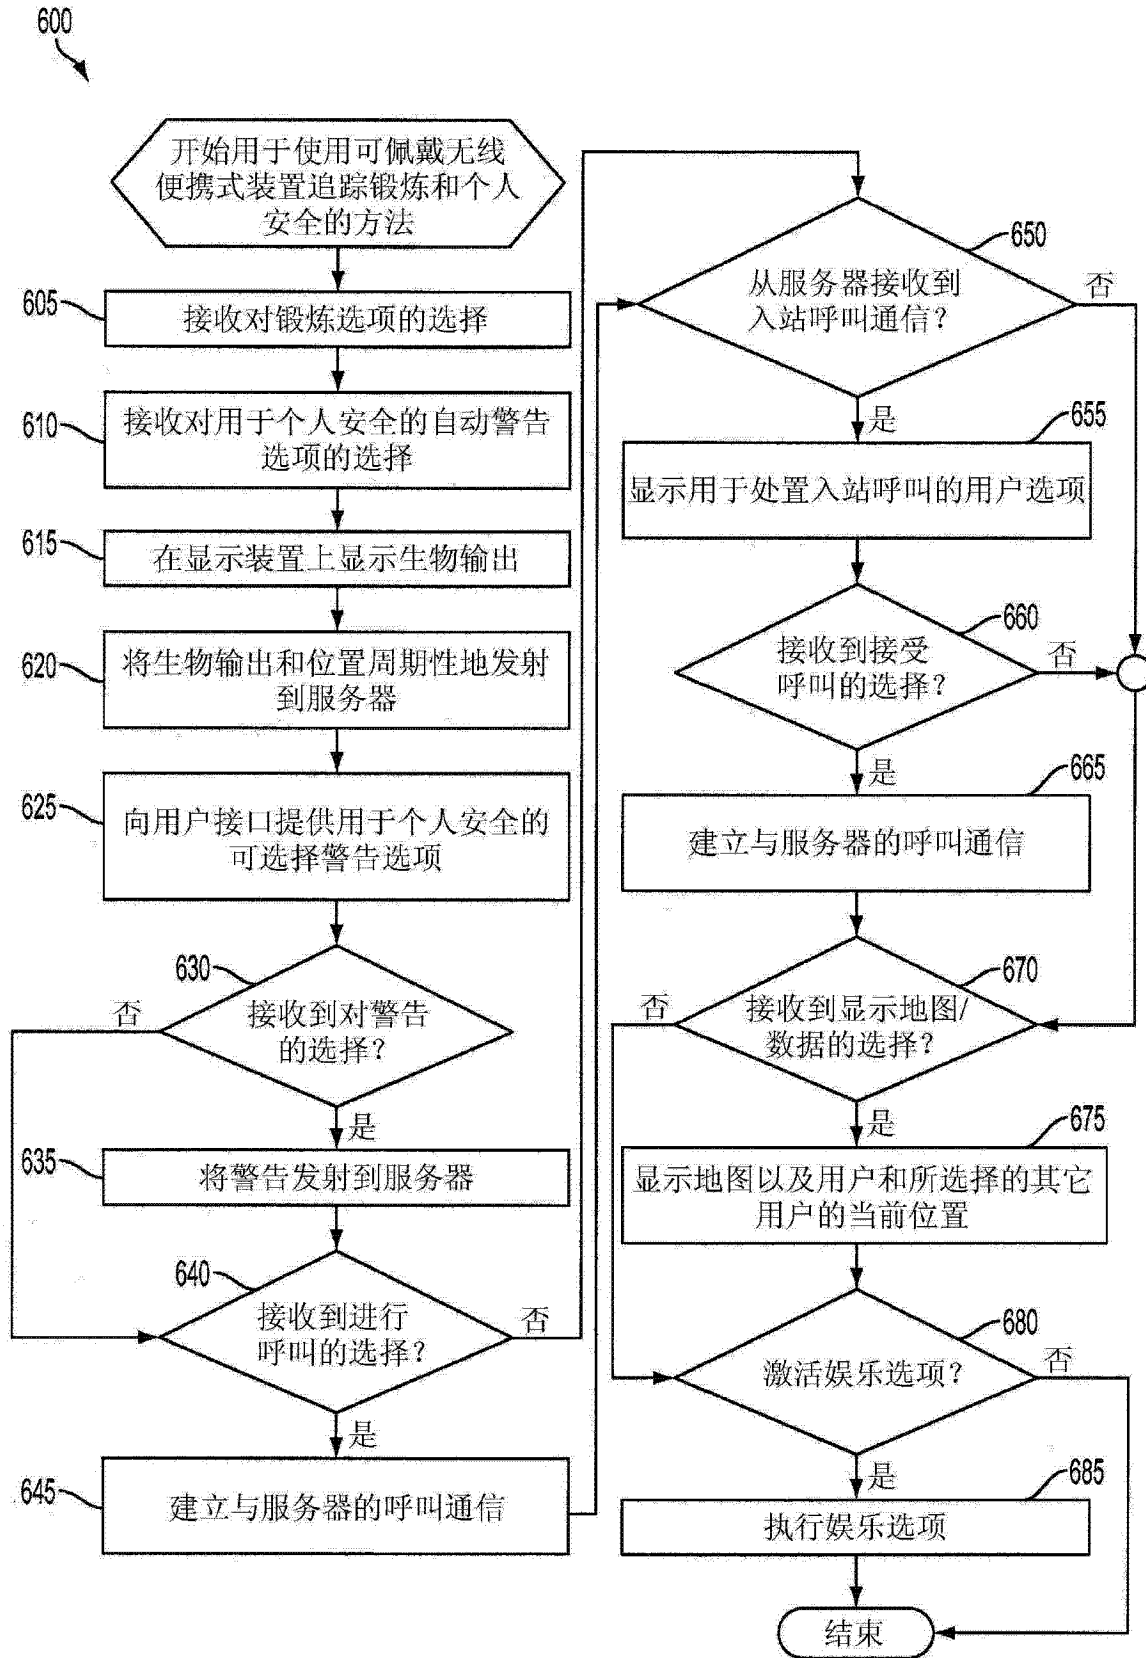 600
开始用于使用可佩戴无线
便携式装置追踪锻炼和个人
安全的方法
605
接收对锻炼选项的选择
610
接收对用于个人安全的自动警告
选项的选择
615
在显示装置上显示生物输出
620
将生物输出和位置周期性地发射
到服务器
625
向用户接口提供用于个人安全的
可选择警告选项
630
接收到对警告
的选择?
否
是
635
将警告发射到服务器
640
接收到进行
呼叫的选择?
否
是
645
建立与服务器的呼叫通信
650
从服务器接收到
入站呼叫通信?
否
是
655
显示用于处置入站呼叫的用户选项
660
接收到接受
呼叫的选择?
否
是
665
建立与服务器的呼叫通信
670
接收到显示地图/
数据的选择?
否
是
675
显示地图以及用户和所选择的其它
用户的当前位置
680
激活娱乐选项?
否
是
685
执行娱乐选项
结束